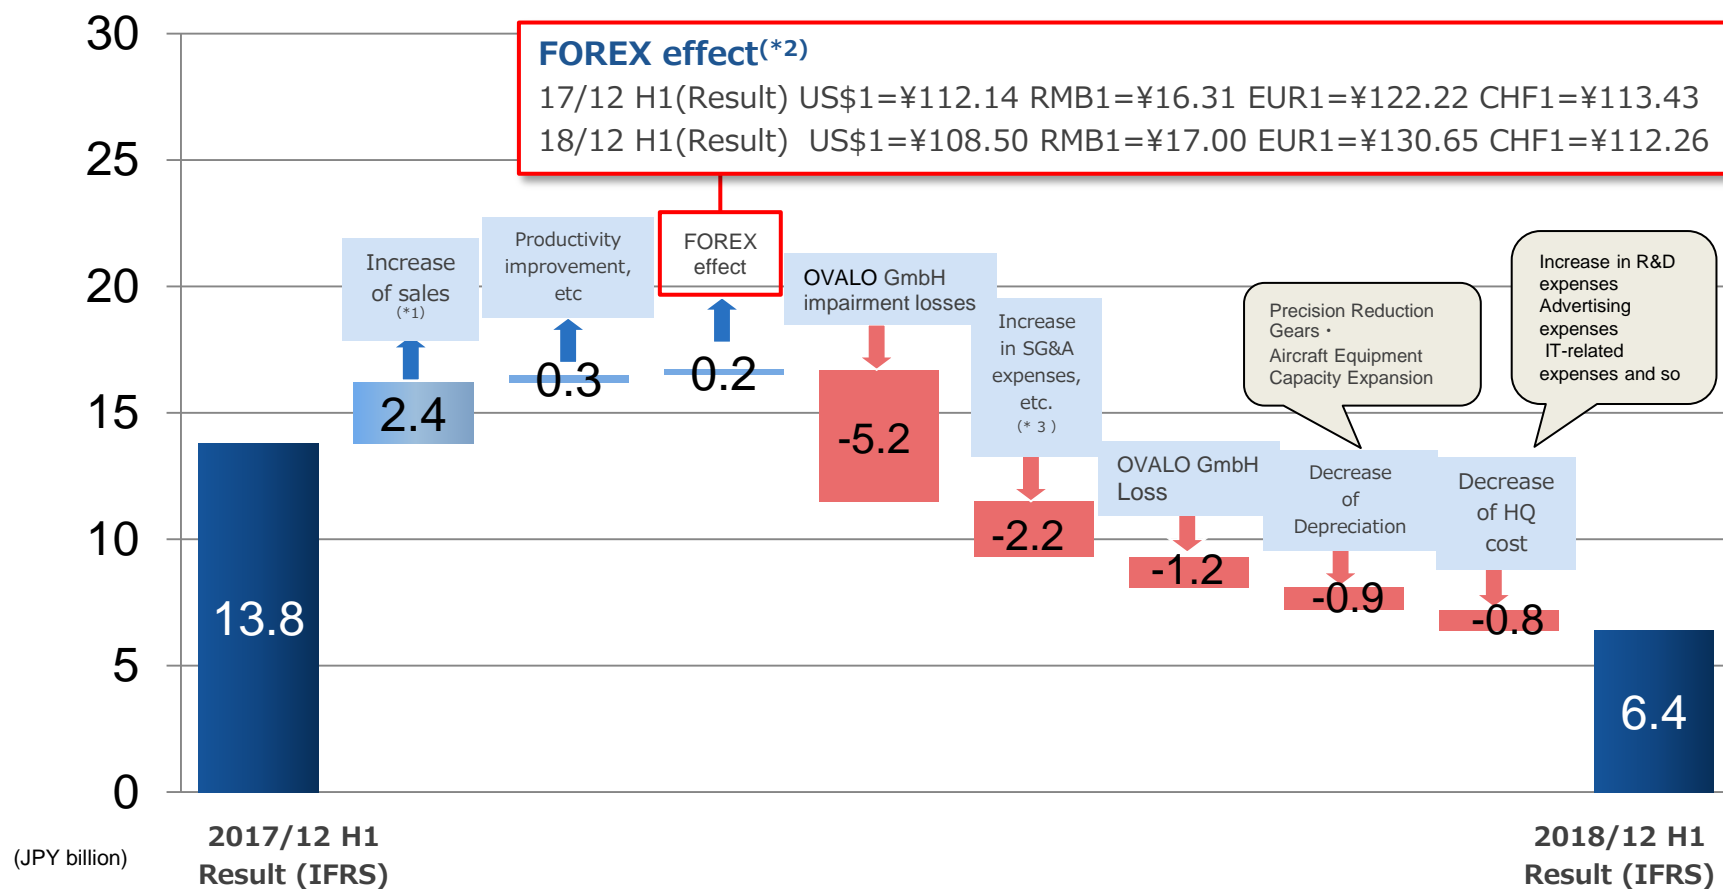 30
25
20
15
10
5
0
(JPY billion)
FOREX effect(*2)
17/12 H1(Result) US$1=¥112.14 RMB1=¥16.31 EUR1=¥122.22 CHF1=¥113.43
18/12 H1(Result) US$1=¥108.50 RMB1=¥17.00 EUR1=¥130.65 CHF1=¥112.26
13.8
2017/12 H1
Result (IFRS)
Increase
of sales
(*1)
2.4
Productivity
improvement,
etc
0.3
FOREX
effect
0.2
OVALO GmbH
impairment losses
-5.2
Increase
in SG&A
expenses,
etc.
(* 3 )
-2.2
OVALO GmbH
Loss
-1.2
Precision Reduction
Gears・
Aircraft Equipment
Capacity Expansion
Decrease
of
Depreciation
-0.9
Increase in R&D
expenses
Advertising
expenses
IT-related
expenses and so
Decrease
of HQ
cost
-0.8
6.4
2018/12 H1
Result (IFRS)